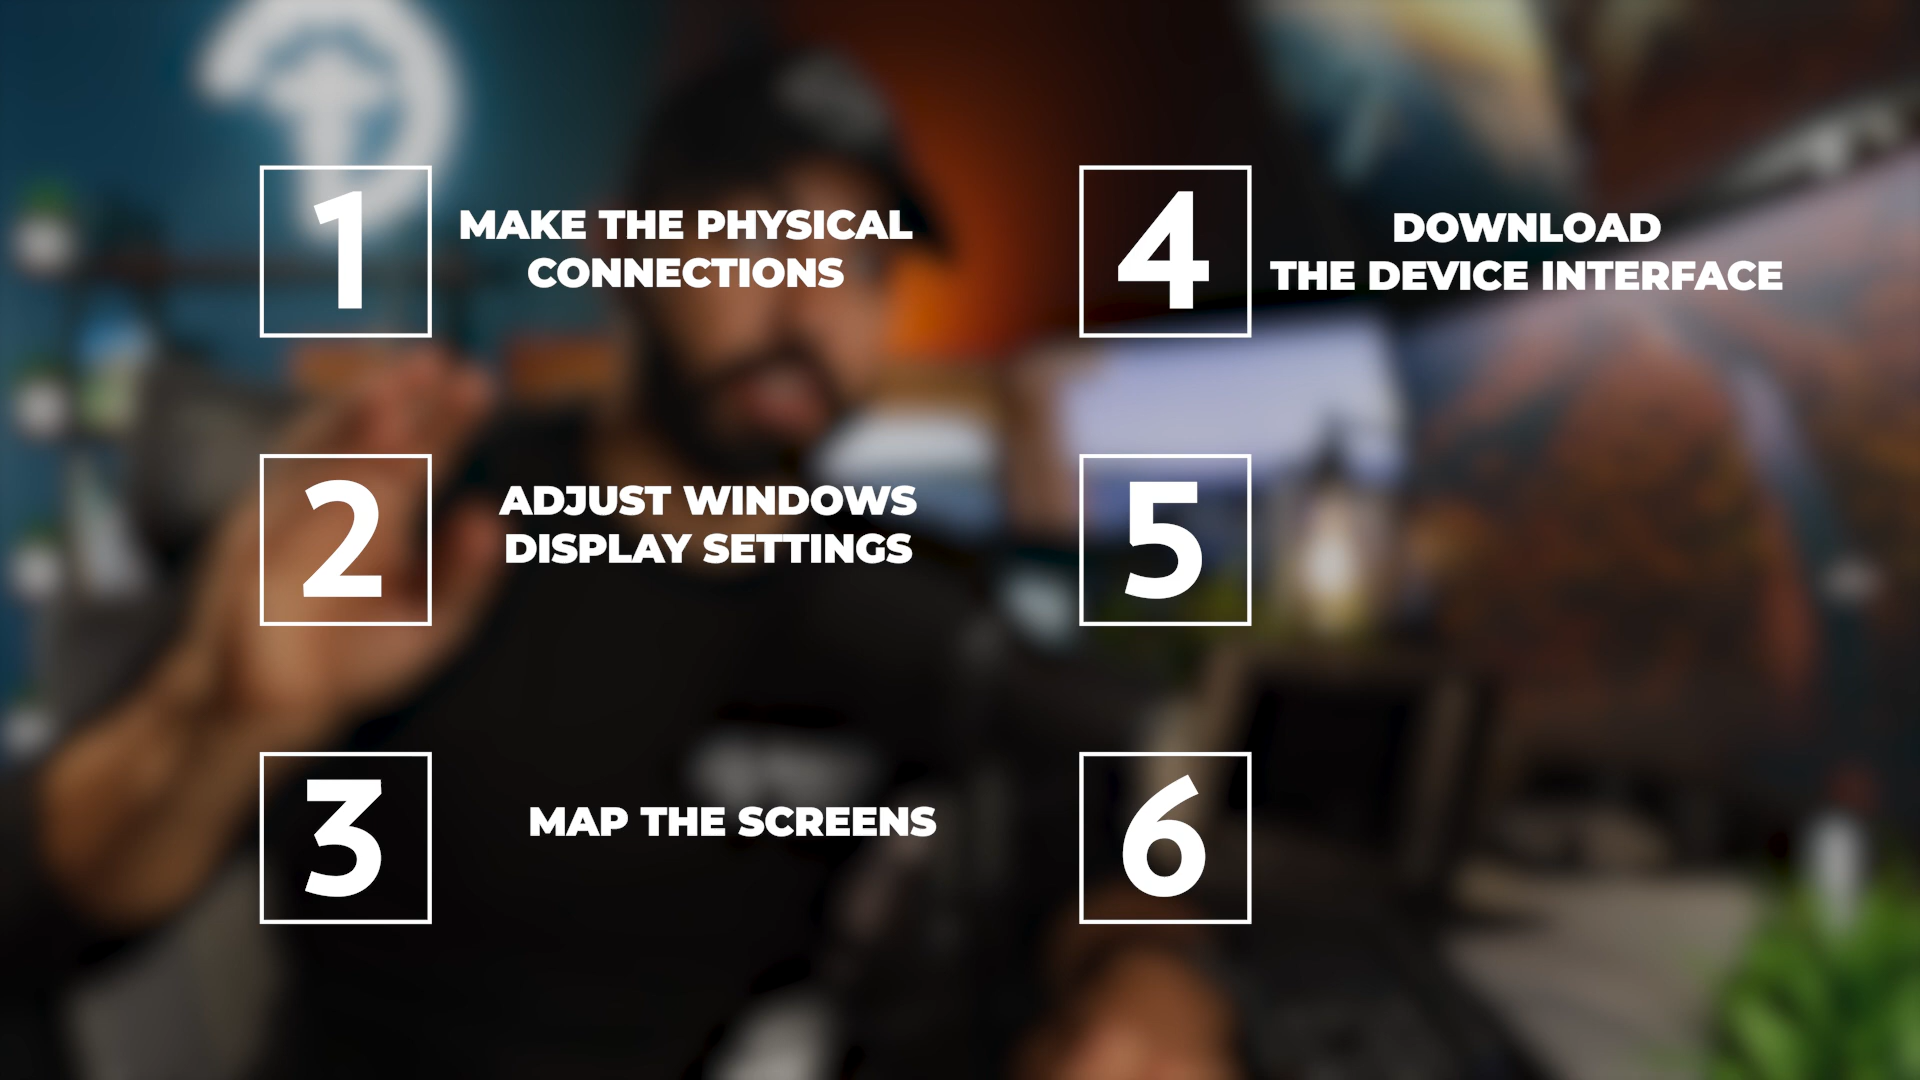 1
MAKE THE PHYSICAL
CONNECTIONS
2
ADJUST WINDOWS
DISPLAY SETTINGS
3
MAP THE SCREENS
4
DOWNLOAD
THE DEVICE INTERFACE
5
6